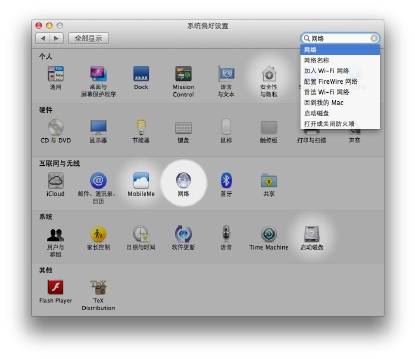 系统偏好设置
全部显示
网络
网络
网络名称
加入 Wi-Fi 网络
配置 FireWire 网络
首选 Wi-Fi 网络
回到我的 Mac
启动磁盘
打开或关闭防火墙
个人
通用
桌面与
屏幕保护程序
Dock
Mission
Control
语言
与文本
安全性
与隐私
硬件
CD 与 DVD
显示器
节能器
键盘
鼠标
打印与扫描
声音
互联网与无线
iCloud
邮件、通讯录、
日历
MobileMe
网络
蓝牙
共享
系统
用户与
群组
家长控制
日期与时间
软件更新
语音
Time Machine
启动磁盘
其他
Flash Player
TeX
Distribution